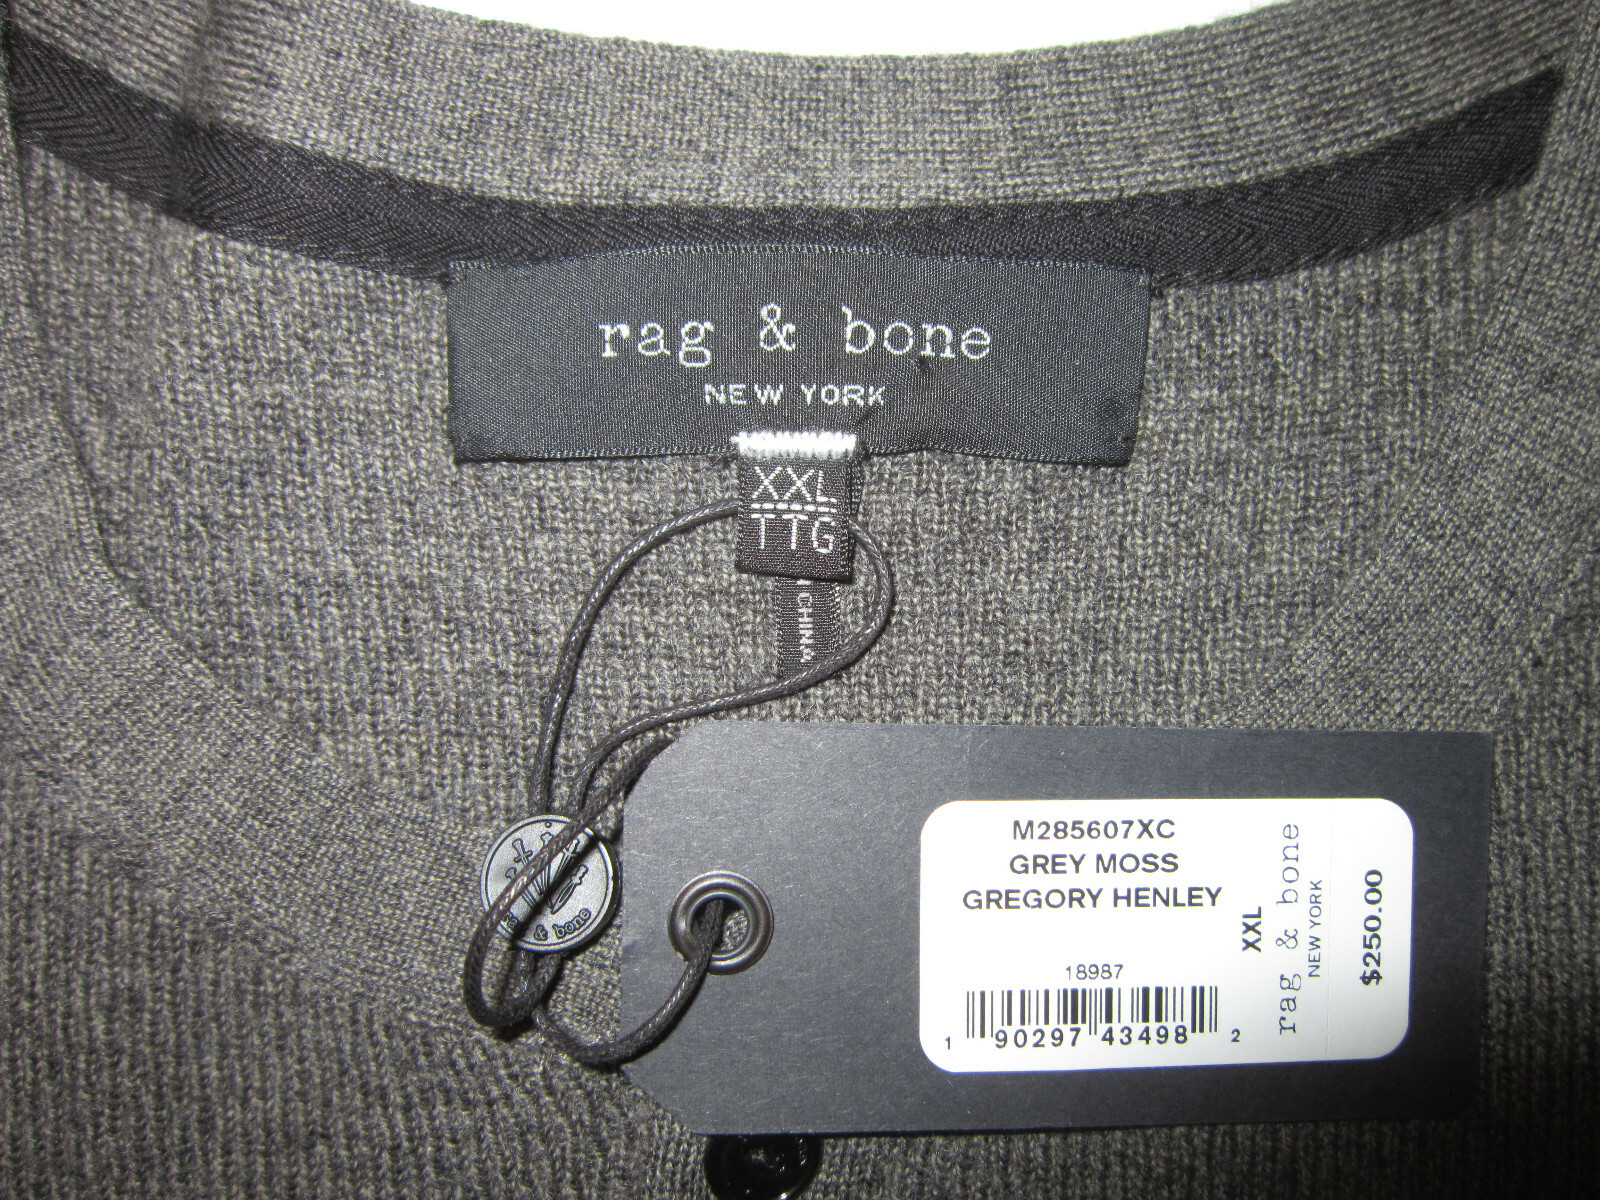 rag & bone
NEW YORK
XXL
TTG
CHINA
& bone
M285607XC
GREY MOSS
GREGORY HENLEY
XXL
rag & bone
NEW YORK
$250.00
18987
1 90297 43498 2